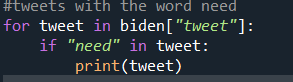 #tweets with the word need
for tweet in biden["tweet"]:
    if "need" in tweet:
        print(tweet)